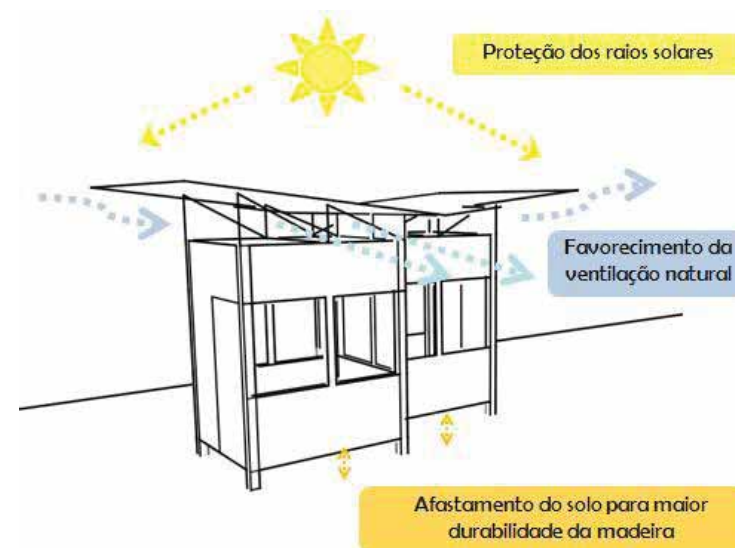 Proteção dos raios solares
Favorecimento da
ventilação natural
Afastamento do solo para maior
durabilidade da madeira